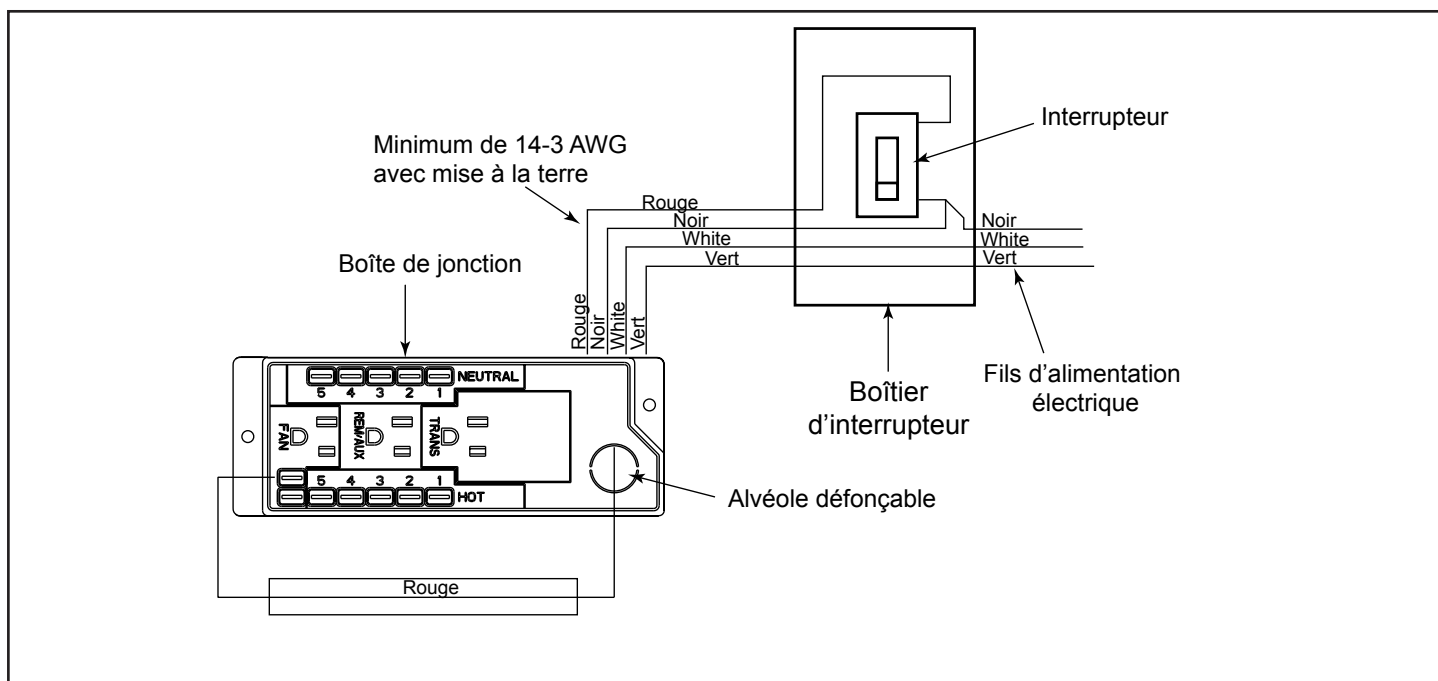 Interrupteur
Minimum de 14-3 AWG
avec mise à la terre
Rouge
Noir
White
Vert
Noir
White
Vert
Boîte de jonction
Rouge
Noir
White
Vert
Fils d’alimentation
électrique
Boîtier
d’interrupteur
NEUTRAL
5 4 3 2 1
FAN
REM/AUX
TRANS
5 4 3 2 1
HOT
Alvéole défonçable
Rouge